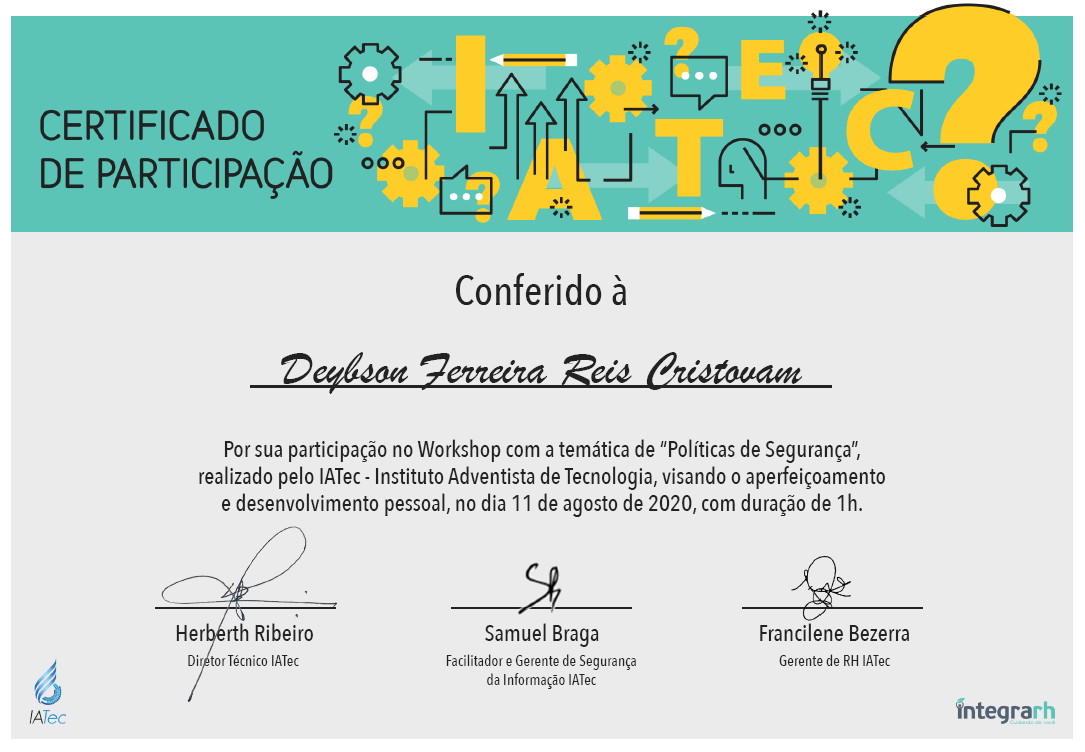 CERTIFICADO
DE PARTICIPAÇÃO
I A T E C
Conferido à
Deybson Ferreira Reis Cristovam
Por sua participação no Workshop com a temática de “Políticas de Segurança”,
realizado pelo IATec - Instituto Adventista de Tecnologia, visando o aperfeiçoamento
e desenvolvimento pessoal, no dia 11 de agosto de 2020, com duração de 1h.
Herberth Ribeiro
Diretor Técnico IATec
Samuel Braga
Facilitador e Gerente de Segurança
da Informação IATec
Francilene Bezerra
Gerente de RH IATec
IATec
integrarh
Cuidando de você